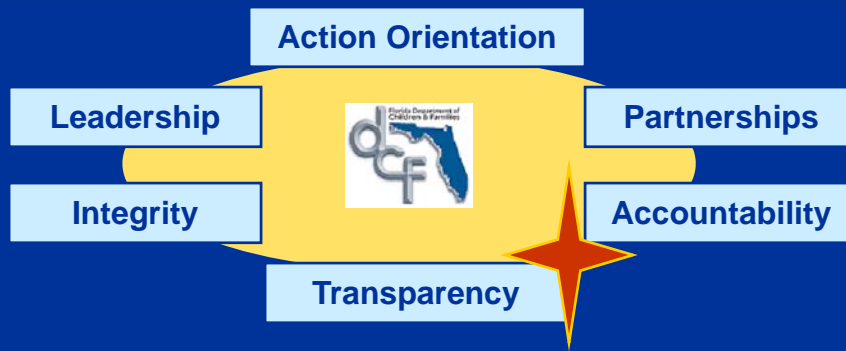 Action Orientation
Leadership
Florida Department of
Children & Families
dcf
Partnerships
Integrity
Accountability
Transparency